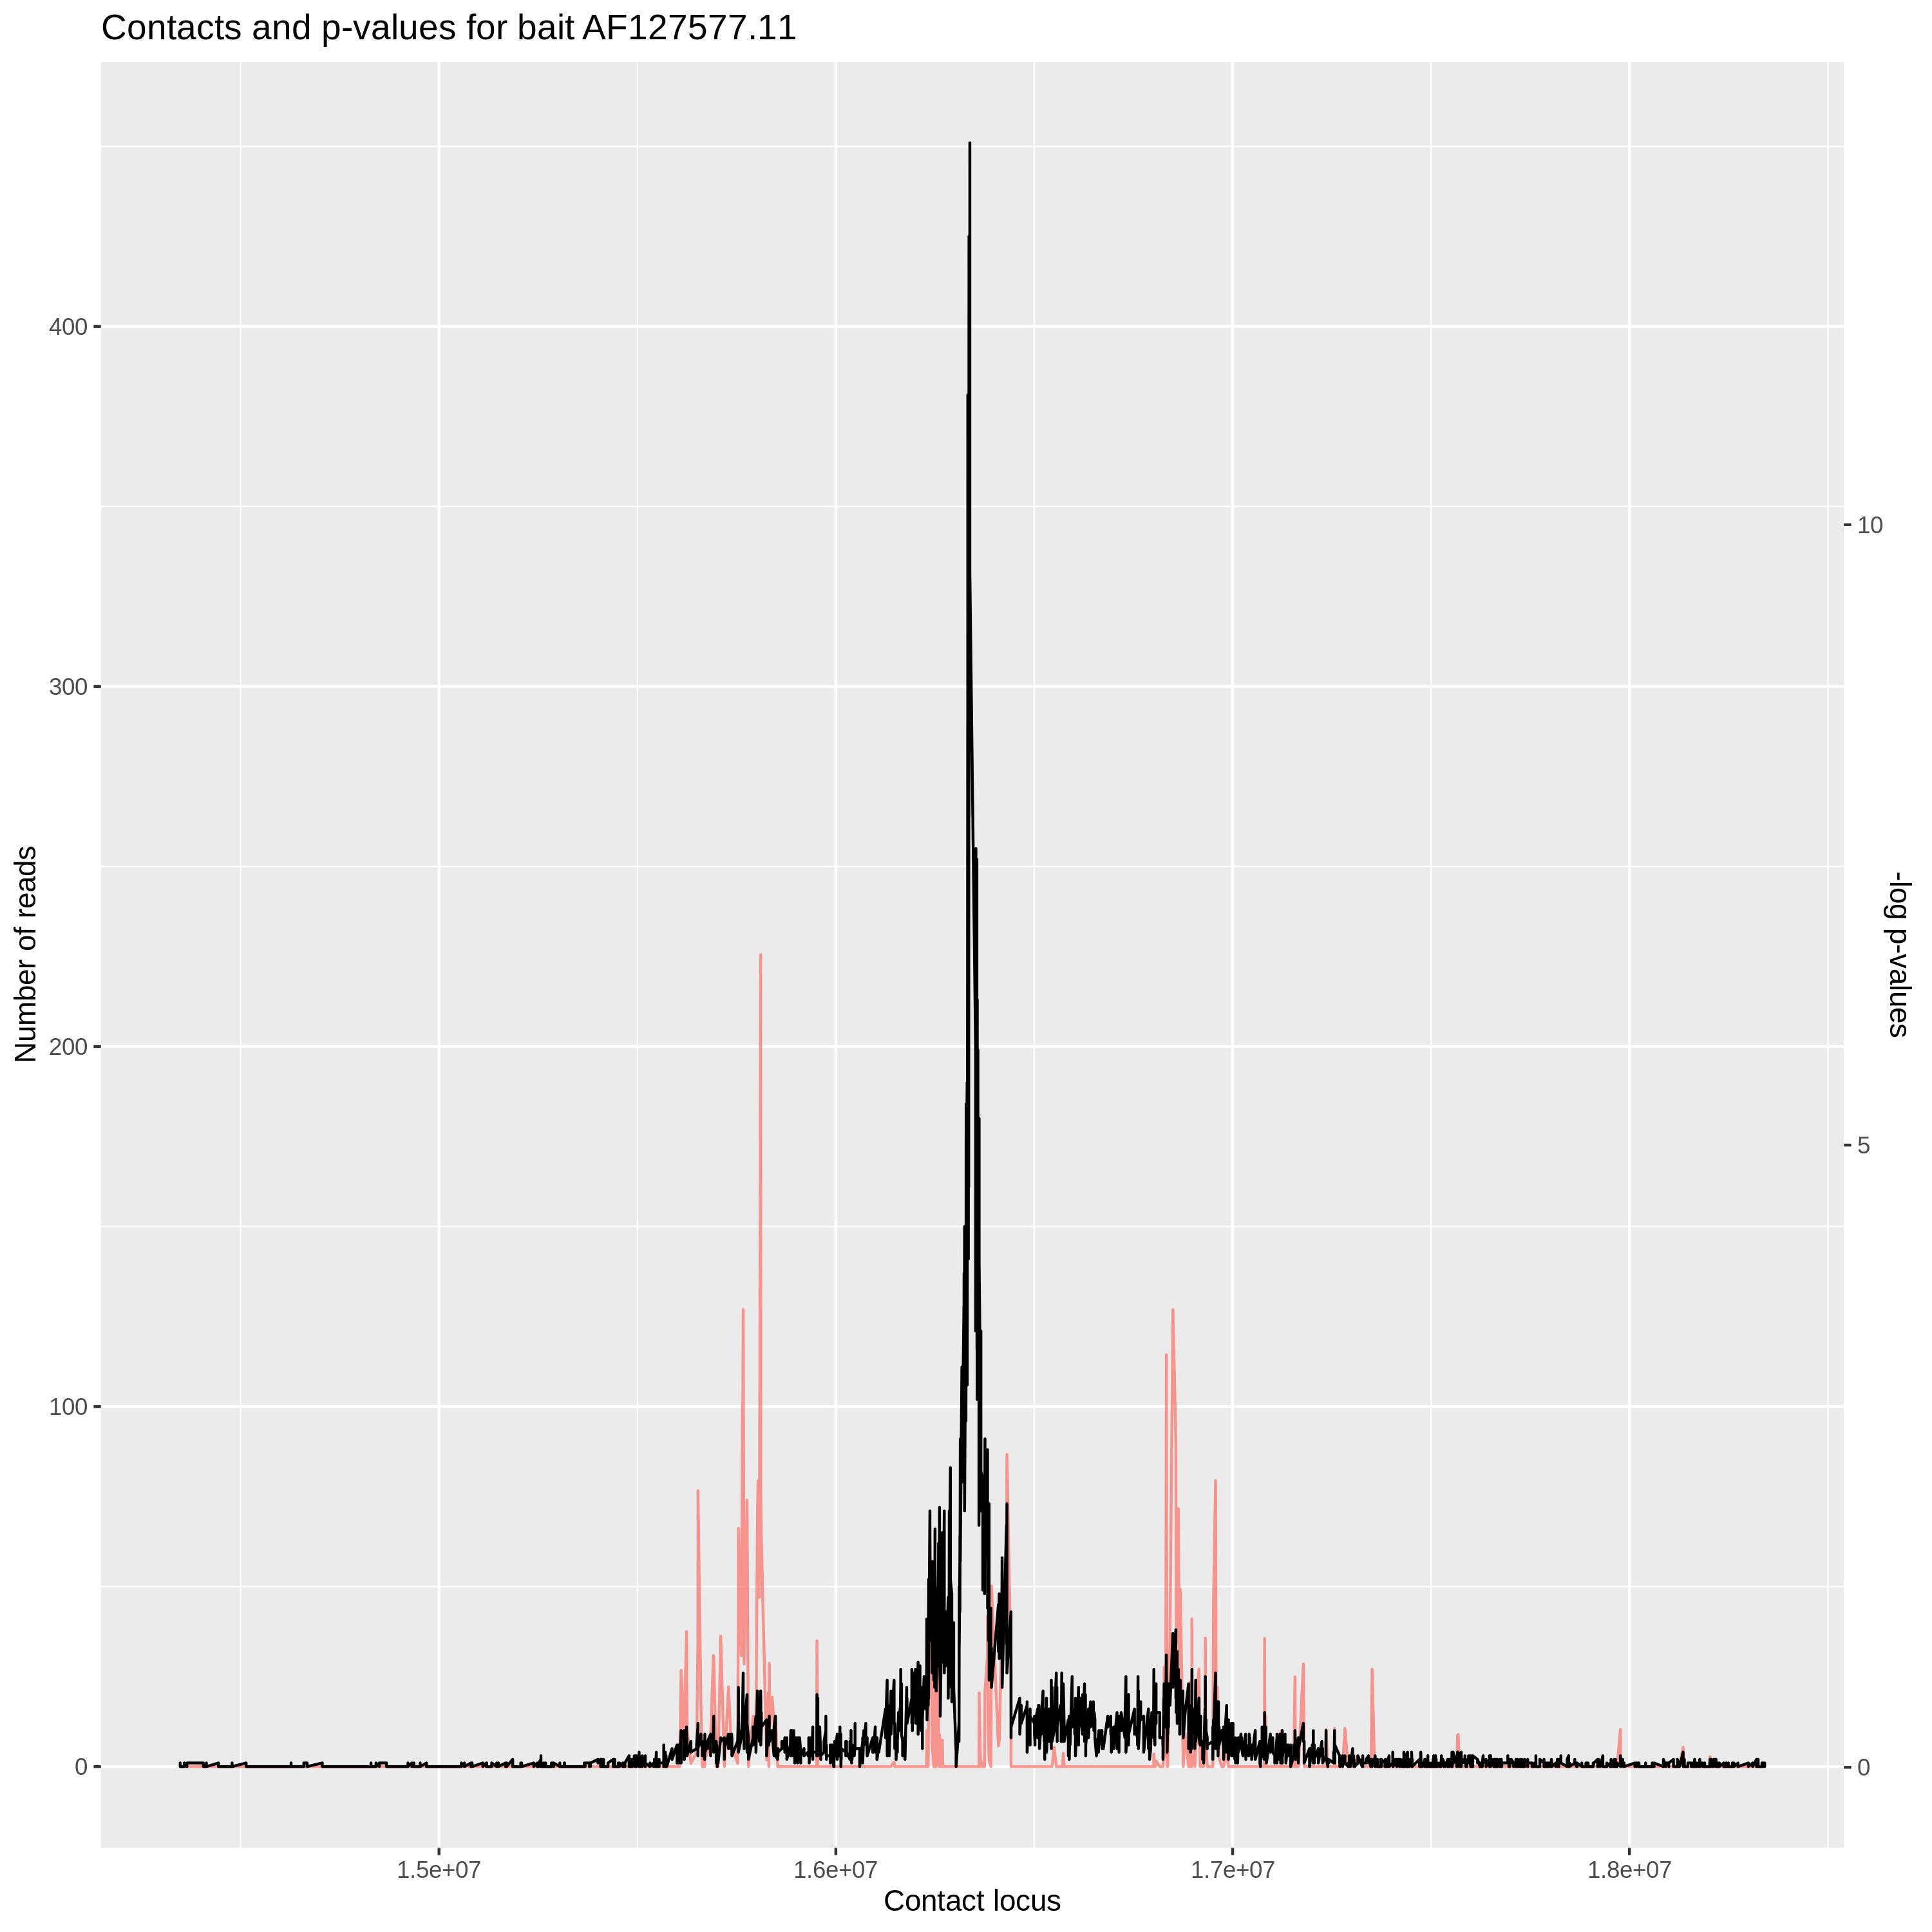 Contacts and p-values for bait AF127577.11
400
300
200
100
0
Number of reads
10
5
0
-log p-values
1.5e+07
1.6e+07
1.7e+07
1.8e+07
Contact locus